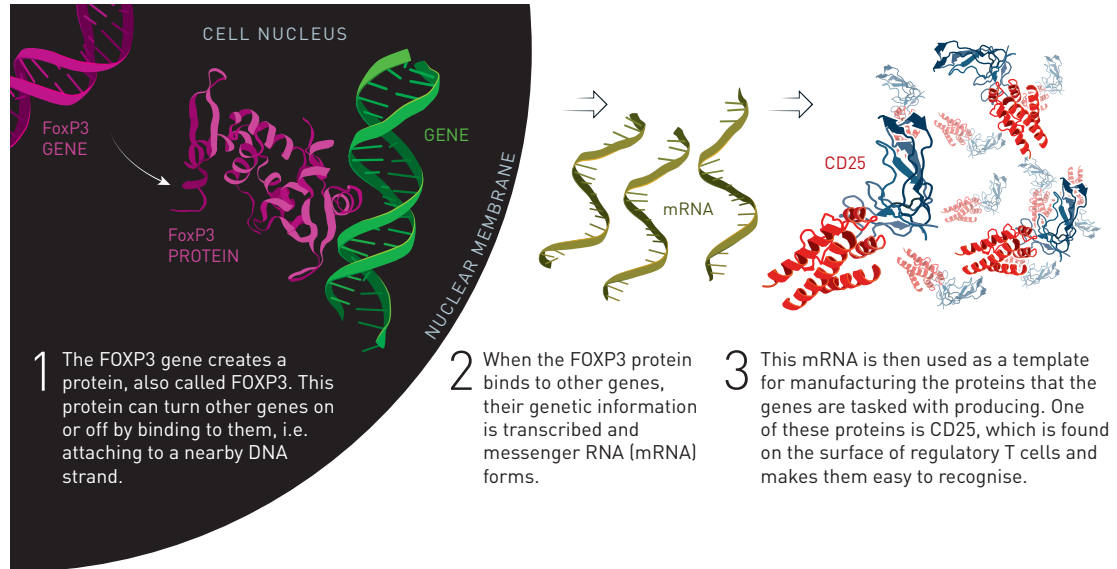 CELL NUCLEUS
FoxP3
GENE
FoxP3
PROTEIN
GENE
NUCLEAR MEMBRANE
mRNA
CD25
1
The FOXP3 gene creates a
protein, also called FOXP3. This
protein can turn other genes on
or off by binding to them, i.e.
attaching to a nearby DNA
strand.
2
When the FOXP3 protein
binds to other genes,
their genetic information
is transcribed and
messenger RNA (mRNA)
forms.
3
This mRNA is then used as a template
for manufacturing the proteins that the
genes are tasked with producing. One
of these proteins is CD25, which is found
on the surface of regulatory T cells and
makes them easy to recognise.